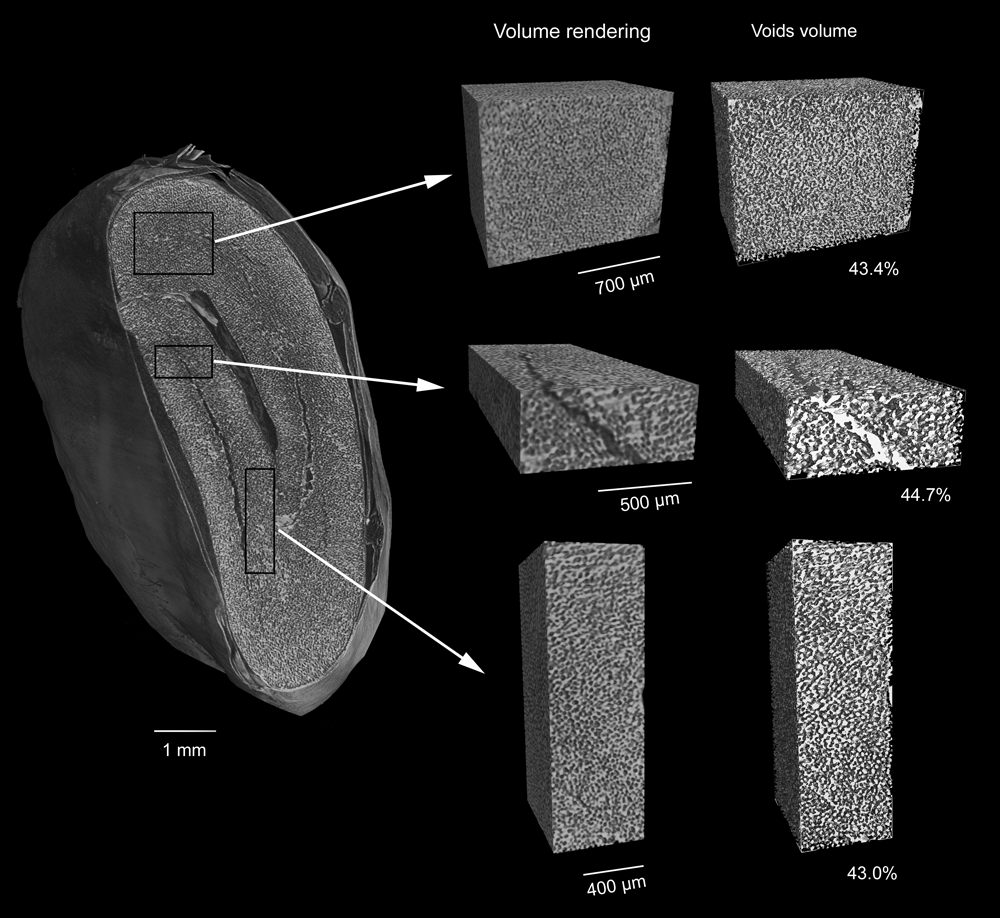 Volume rendering
Voids volume
700 µm
43.4%
500 µm
44.7%
1 mm
400 µm
43.0%